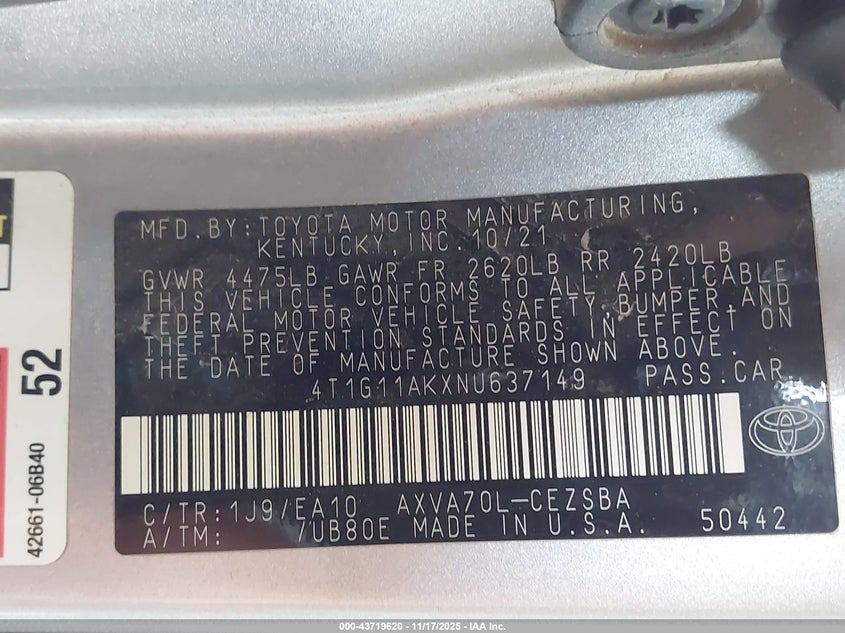 MFD. BY: TOYOTA MOTOR MANUFACTURING,
KENTUCKY, INC. 10/21
GVWR 4475LB GAWR FR 2620LB RR 2420LB
THIS VEHICLE CONFORMS TO ALL APPLICABLE
FEDERAL MOTOR VEHICLE SAFETY, BUMPER AND
THEFT PREVENTION STANDARDS IN EFFECT ON
THE DATE OF MANUFACTURE SHOWN ABOVE.
4T1G11AKXNU637149 PASS.CAR
C/TR: 1J9/EA10 AXVA70L-CEZSBA
A/TM: /UB80E MADE IN U.S.A. 50442
52
42661-06B40
000-43719620 - 11/17/2025 - IAA Inc.